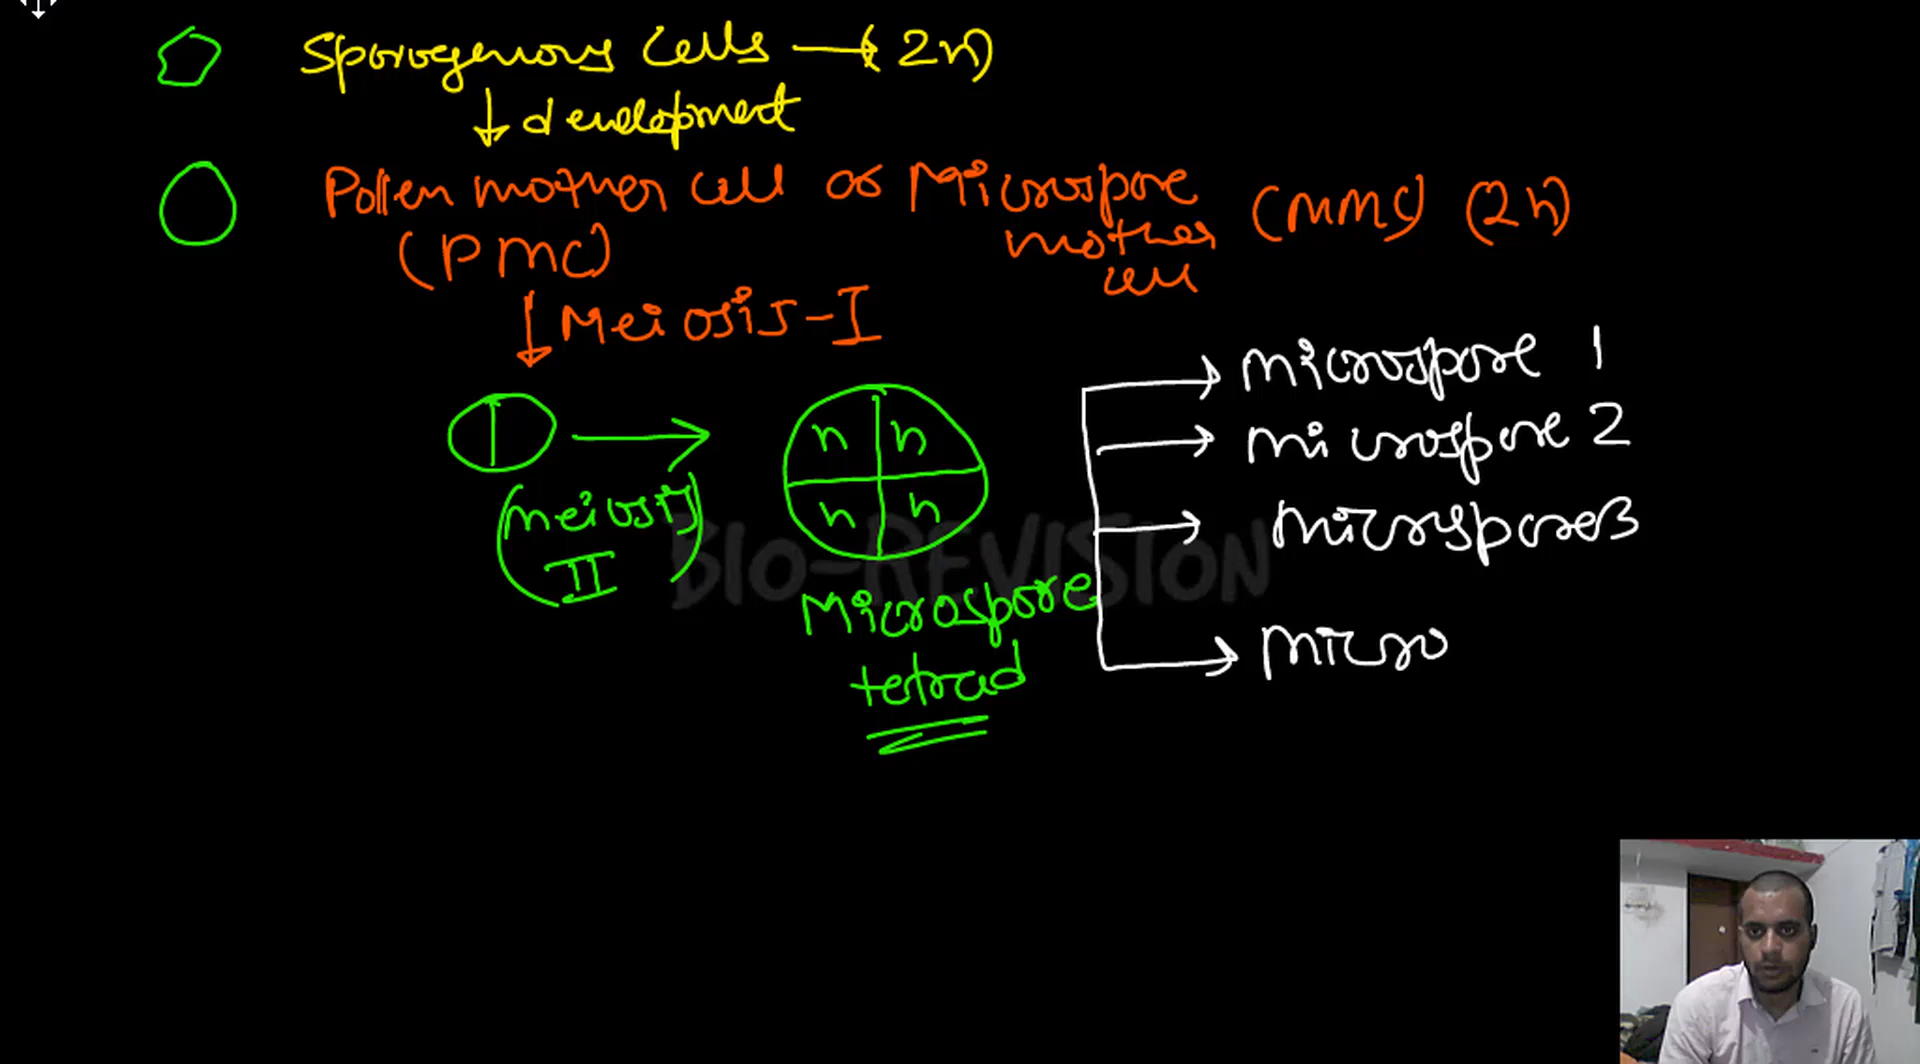 Sporogenous cells → (2n)
↓ development
Pollen mother cell or Microspore mother cell (MMC) (2n)
(PMC)
↓ Meiosis-I
n n
n n
(meiosis II)
Microspore tetrad
→ microspore 1
→ microspore 2
→ microspore3
→ micro
BIO-REVISION